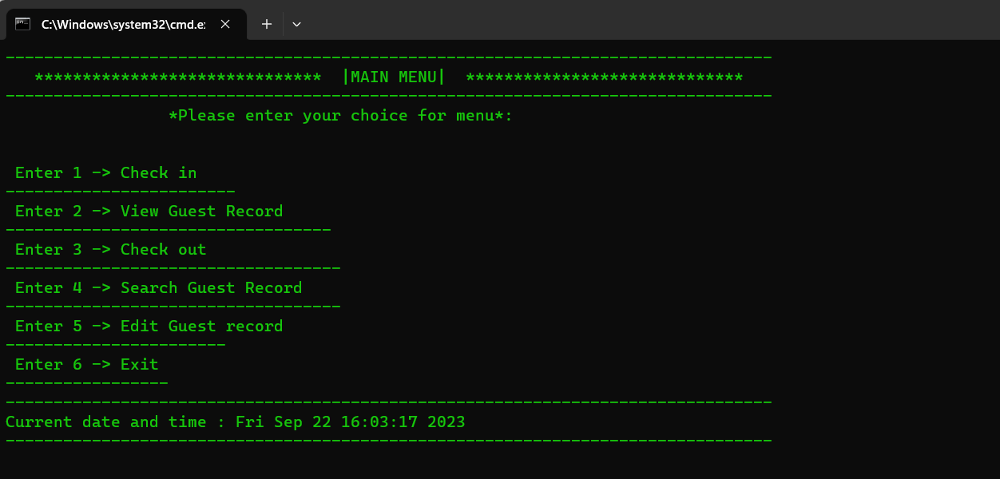 C:\Windows\system32\cmd.e
--------------------------------------------------------------------------------
****************************** |MAIN MENU| *****************************
--------------------------------------------------------------------------------
*Please enter your choice for menu*:
Enter 1 -> Check in
------------------------
Enter 2 -> View Guest Record
----------------------------------
Enter 3 -> Check out
-----------------------------------
Enter 4 -> Search Guest Record
-----------------------------------
Enter 5 -> Edit Guest record
-----------------------
Enter 6 -> Exit
-----------------
--------------------------------------------------------------------------------
Current date and time : Fri Sep 22 16:03:17 2023
--------------------------------------------------------------------------------